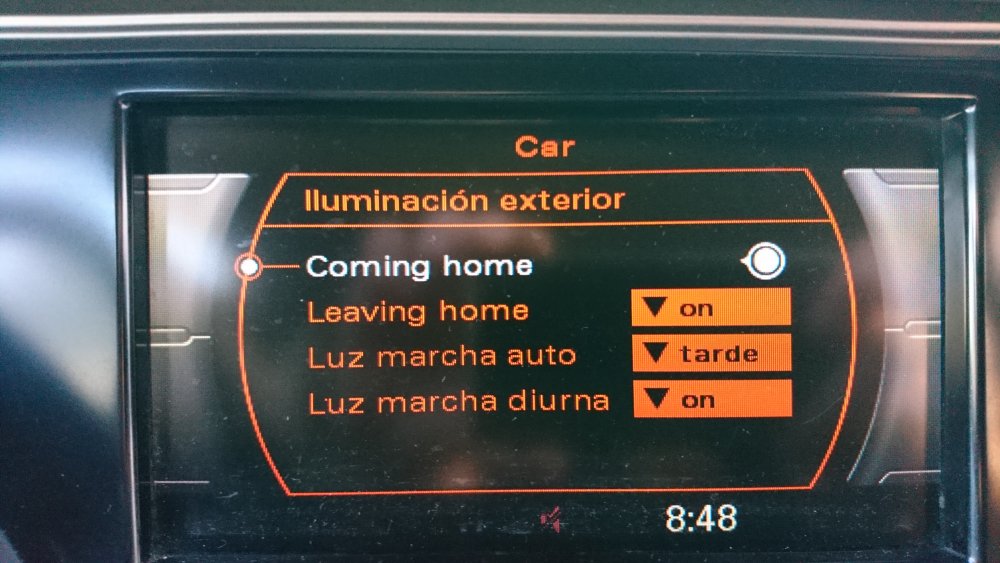 Car
Iluminación exterior
Coming home
Leaving home on
Luz marcha auto tarde
Luz marcha diurna on
8:48